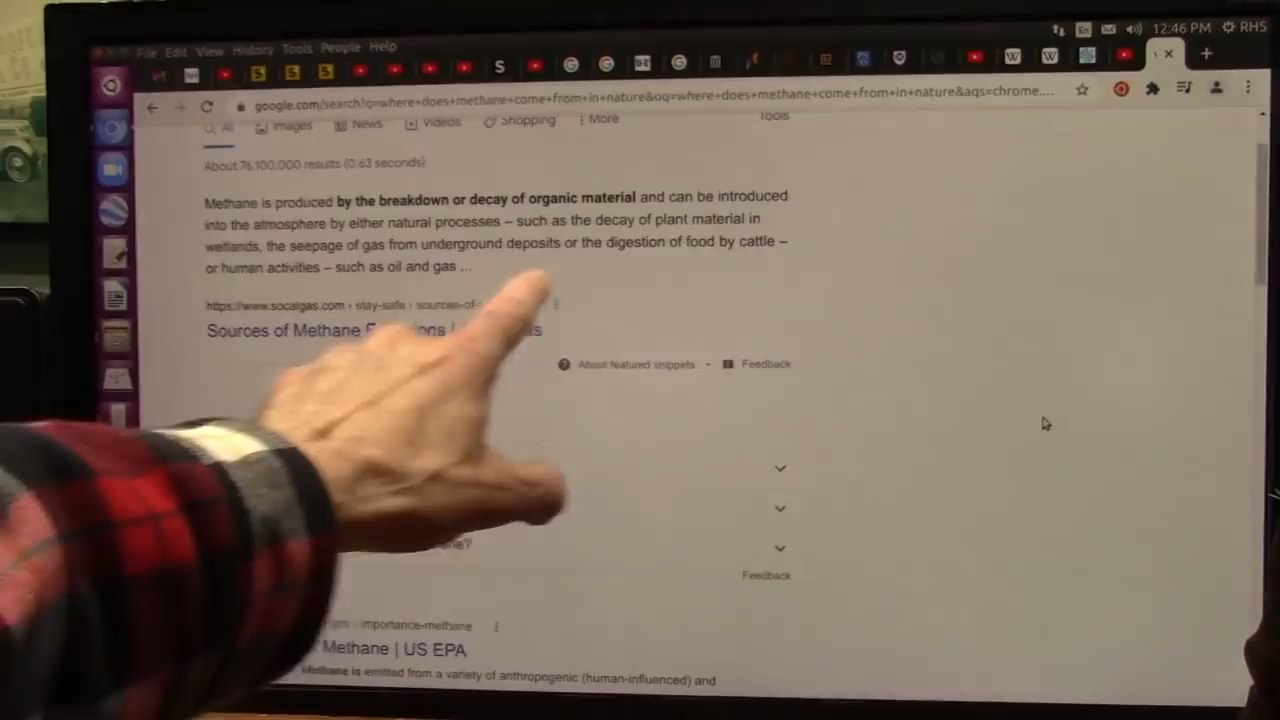 File Edit View History Tools People Help
En 12:46 PM RHS
google.com/search?q=where+does+methane+come+from+in+nature&oq=where+does+methane+come+from+in+nature&aqs=chrome....
All Images News Videos Shopping More Tools
About 76,100,000 results (0.63 seconds)
Methane is produced by the breakdown or decay of organic material and can be introduced
into the atmosphere by either natural processes – such as the decay of plant material in
wetlands, the seepage of gas from underground deposits or the digestion of food by cattle –
or human activities – such as oil and gas ...
https://www.socalgas.com › stay-safe › sources-of-
Sources of Methane
About featured snippets Feedback
Feedback
importance-methane
Methane | US EPA
Methane is emitted from a variety of anthropogenic (human-influenced) and